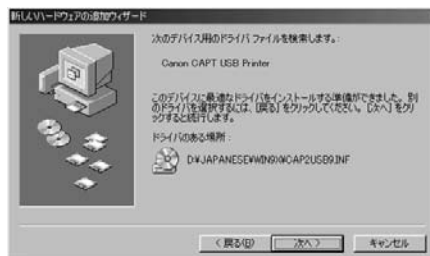 新しいハードウェアの追加ウィザード
次のデバイス用のドライバ ファイルを検索します。:
Canon CAPT USB Printer
このデバイスに最適なドライバをインストールする準備ができました。別
のドライバを選択するには、[戻る]をクリックしてください。[次へ]をクリ
ックすると続行します。
ドライバのある場所:
D:¥JAPANESE¥WIN9X¥CAP2USB9.INF
< 戻る(B)
次へ >
キャンセル